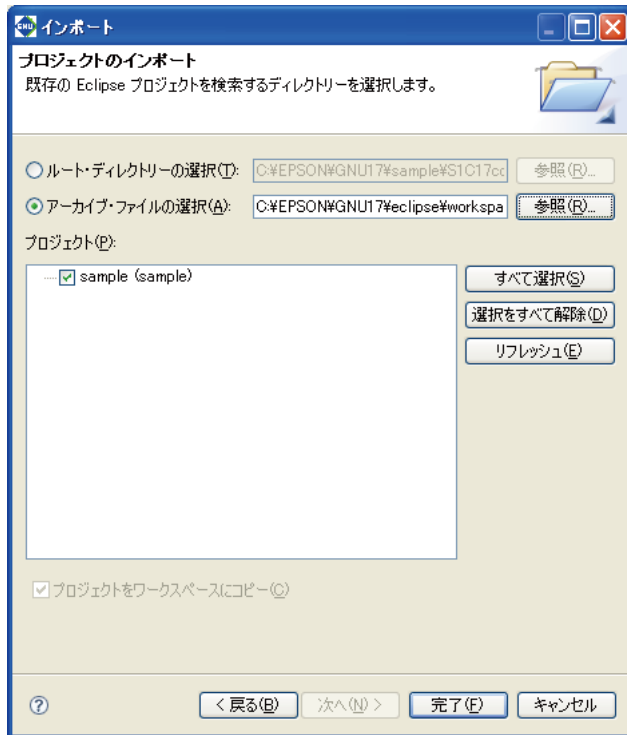 GNU インポート
プロジェクトのインポート
既存の Eclipse プロジェクトを検索するディレクトリーを選択します。
ルート・ディレクトリーの選択(T): C:¥EPSON¥GNU17¥sample¥S1C17cc 参照(R)...
アーカイブ・ファイルの選択(A): C:¥EPSON¥GNU17¥eclipse¥workspa 参照(R)...
プロジェクト(P):
sample (sample)
すべて選択(S)
選択をすべて解除(D)
リフレッシュ(E)
プロジェクトをワークスペースにコピー(C)
? < 戻る(B) 次へ(N) > 完了(F) キャンセル